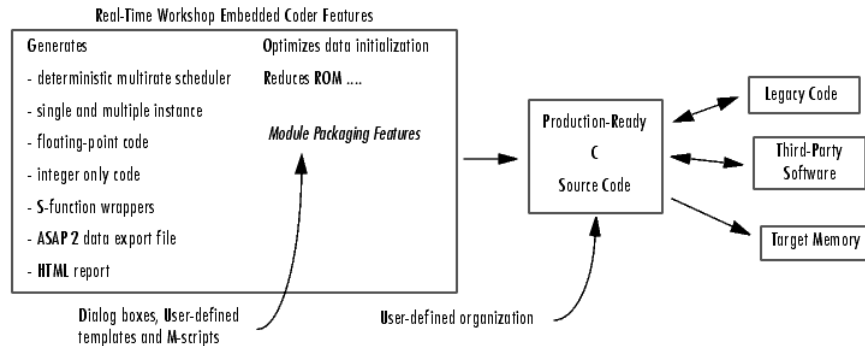 Real-Time Workshop Embedded Coder Features
Generates
- deterministic multirate scheduler
- single and multiple instance
- floating-point code
- integer only code
- S-function wrappers
- ASAP 2 data export file
- HTML report
Optimizes data initialization
Reduces ROM ....
Module Packaging Features
Dialog boxes, User-defined
templates and M-scripts
Production-Ready
C
Source Code
User-defined organization
Legacy Code
Third-Party
Software
Target Memory